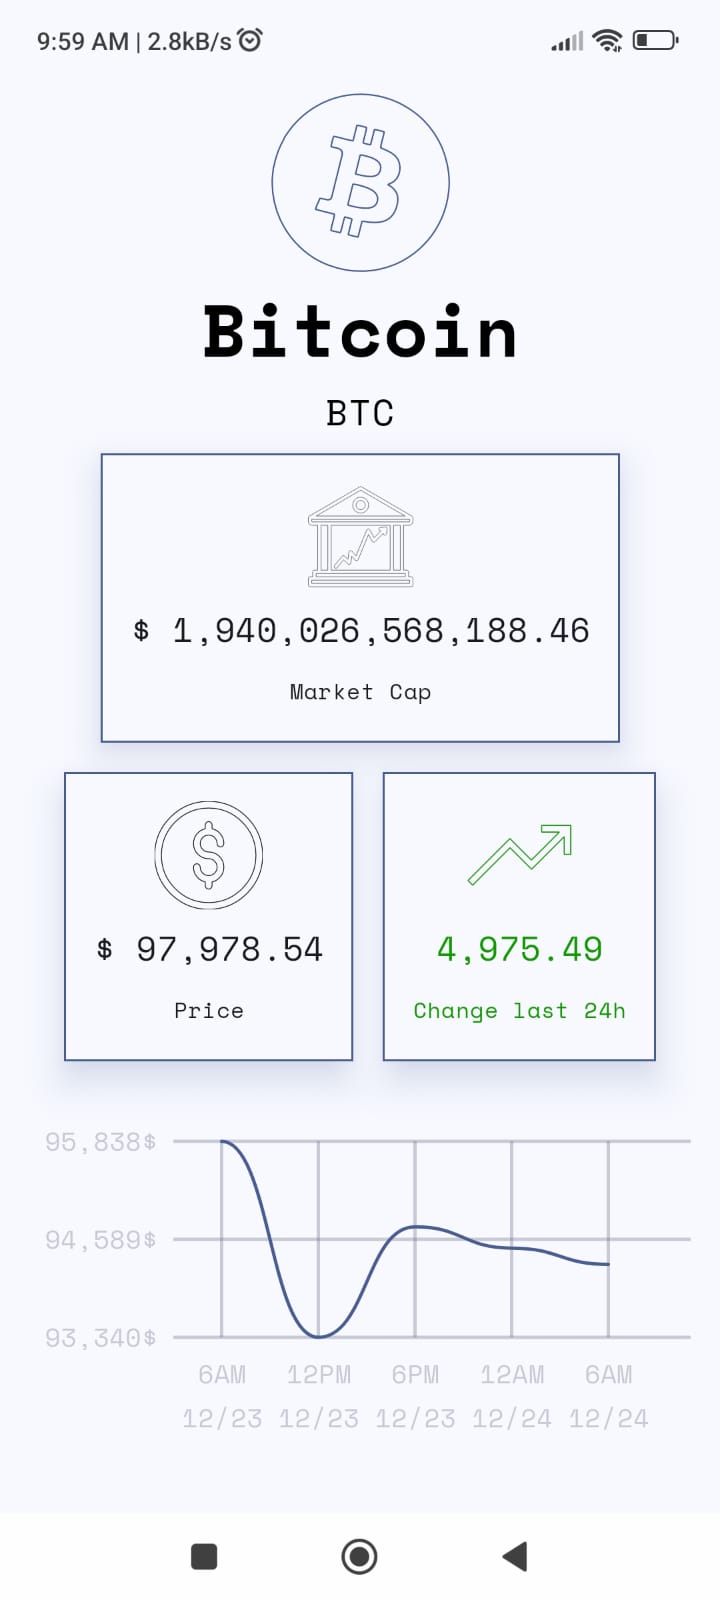 9:59 AM | 2.8kB/s
Bitcoin
BTC
$ 1,940,026,568,188.46
Market Cap
$ 97,978.54
Price
4,975.49
Change last 24h
95,838$
94,589$
93,340$
6AM 12PM 6PM 12AM 6AM
12/23 12/23 12/23 12/24 12/24